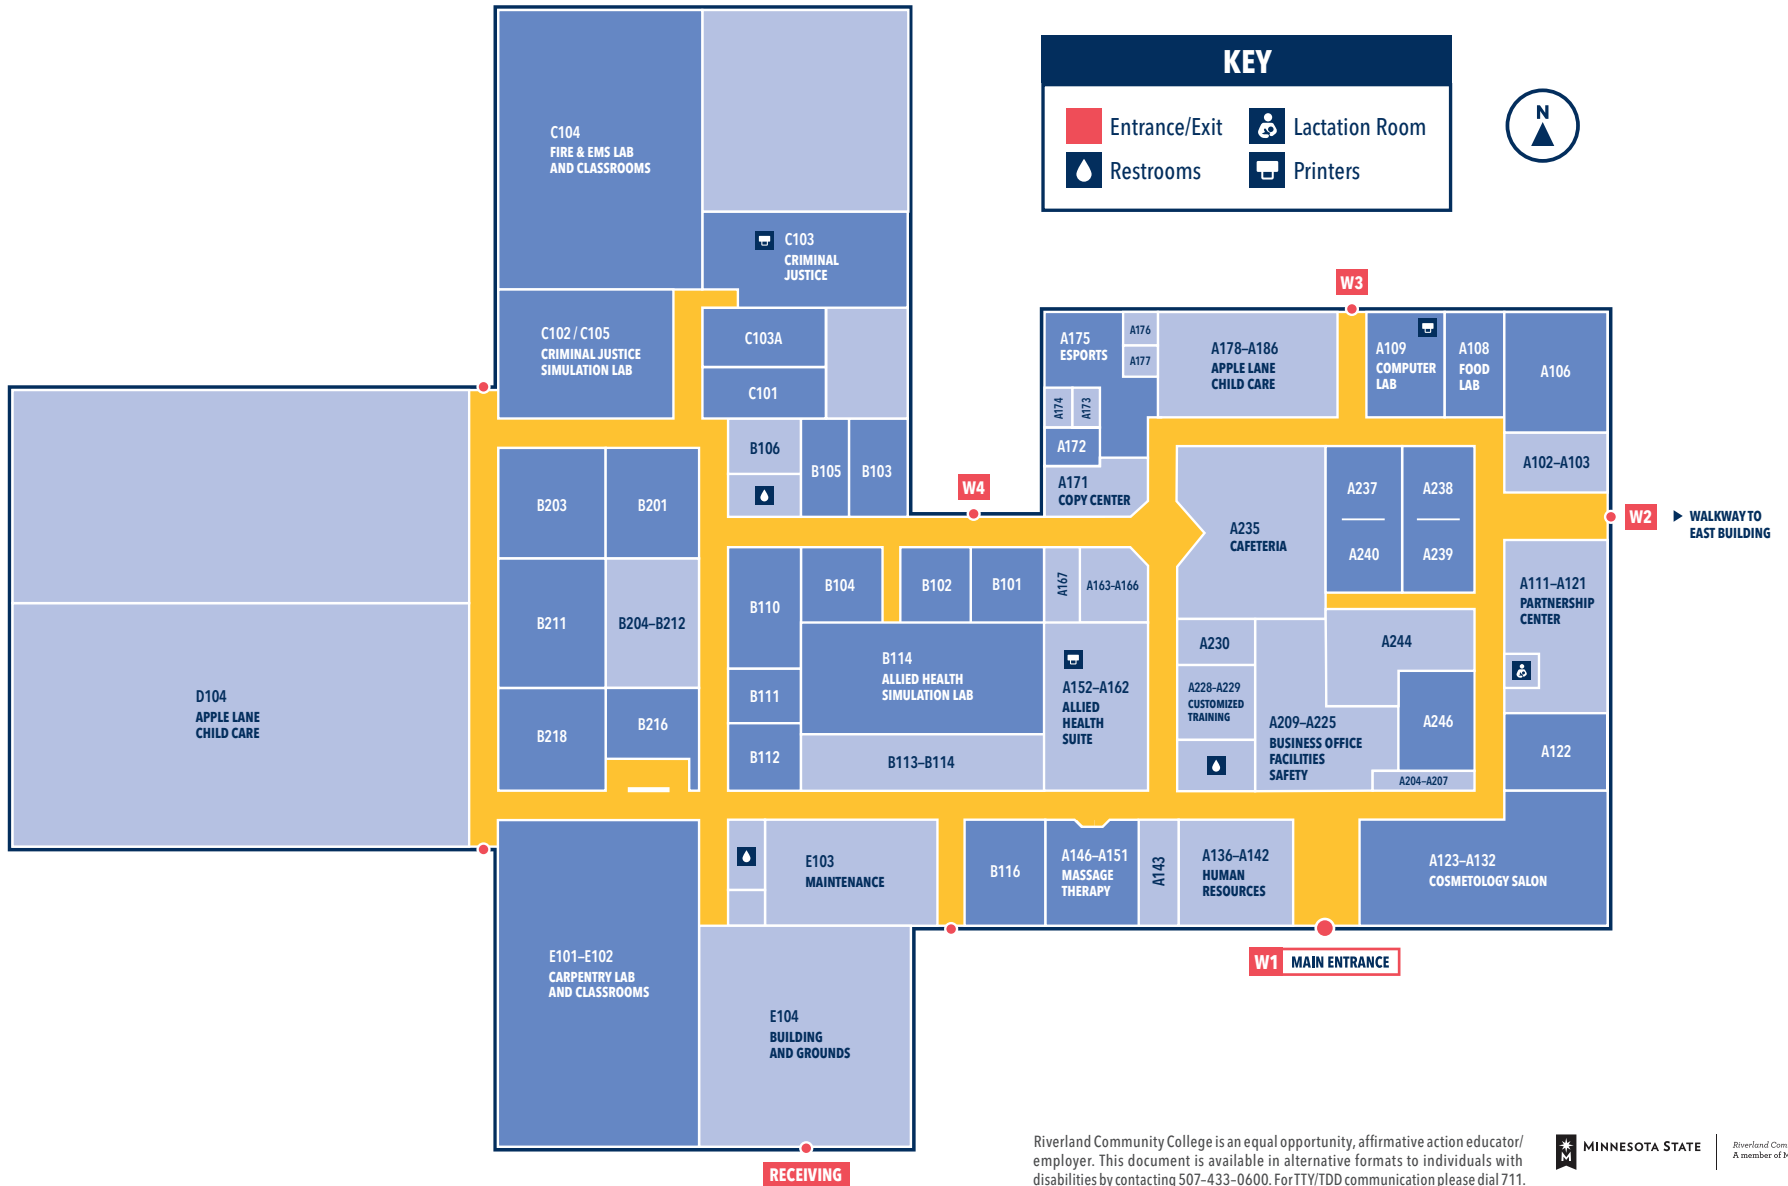 KEY
Entrance/Exit
Lactation Room
Restrooms
Printers
N
C104
FIRE & EMS LAB
AND CLASSROOMS
C103
CRIMINAL
JUSTICE
C102 / C105
CRIMINAL JUSTICE
SIMULATION LAB
C103A
C101
B106
B105
B103
W4
W3
A175
ESPORTS
A176
A177
A174
A173
A172
A171
COPY CENTER
A178–A186
APPLE LANE
CHILD CARE
A109
COMPUTER
LAB
A108
FOOD
LAB
A106
A102–A103
W2
WALKWAY TO
EAST BUILDING
B203
B201
B211
B204–B212
B218
B216
B110
B104
B102
B101
A167
A163–A166
B111
B112
B114
ALLIED HEALTH
SIMULATION LAB
B113–B114
A152–A162
ALLIED
HEALTH
SUITE
A235
CAFETERIA
A237
A238
A240
A239
A230
A228–A229
CUSTOMIZED
TRAINING
A209–A225
BUSINESS OFFICE
FACILITIES
SAFETY
A244
A246
A204–A207
A111–A121
PARTNERSHIP
CENTER
A122
D104
APPLE LANE
CHILD CARE
E103
MAINTENANCE
B116
A146–A151
MASSAGE
THERAPY
A143
A136–A142
HUMAN
RESOURCES
A123–A132
COSMETOLOGY SALON
W1 MAIN ENTRANCE
E101–E102
CARPENTRY LAB
AND CLASSROOMS
E104
BUILDING
AND GROUNDS
RECEIVING
Riverland Community College is an equal opportunity, affirmative action educator/
employer. This document is available in alternative formats to individuals with
disabilities by contacting 507-433-0600. For TTY/TDD communication please dial 711.
M
MINNESOTA STATE
Riverland Com
A member of M